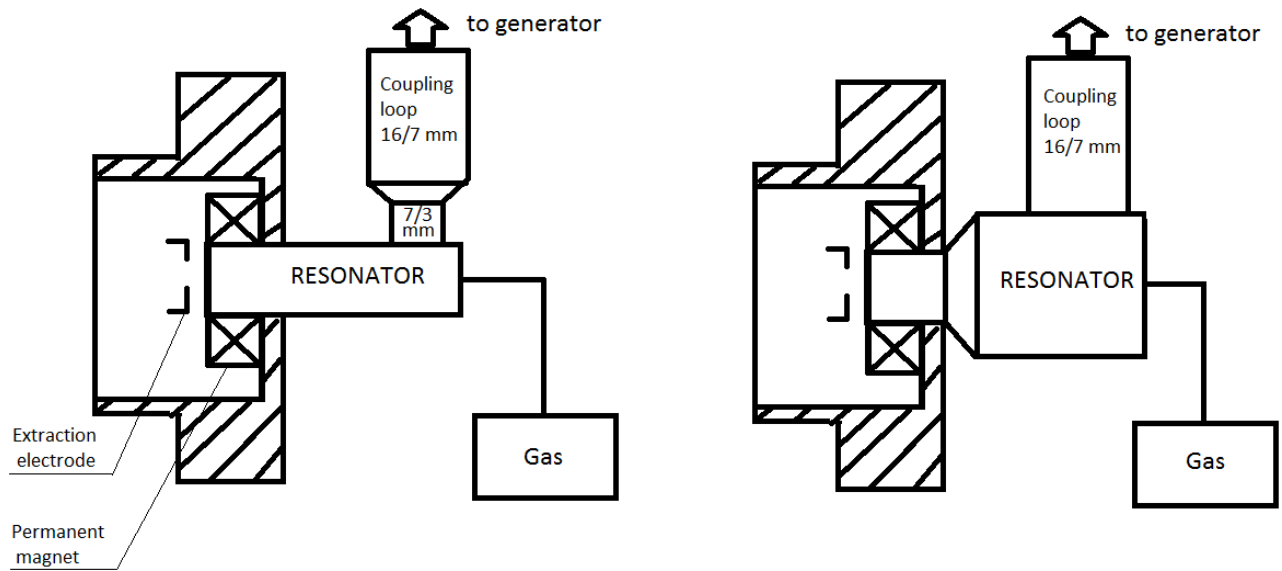 to generator
Coupling
loop
16/7 mm
7/3
mm
RESONATOR
Gas
Extraction
electrode
Permanent
magnet
to generator
Coupling
loop
16/7 mm
RESONATOR
Gas